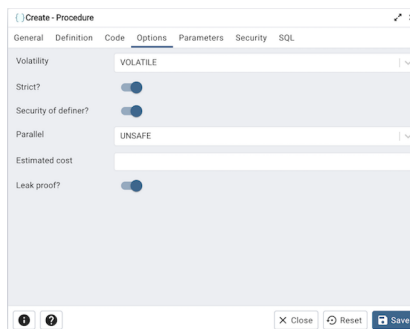 Create - Procedure
General Definition Code Options Parameters Security SQL
Volatility VOLATILE
Strict?
Security of definer?
Parallel UNSAFE
Estimated cost
Leak proof?
Close Reset Save